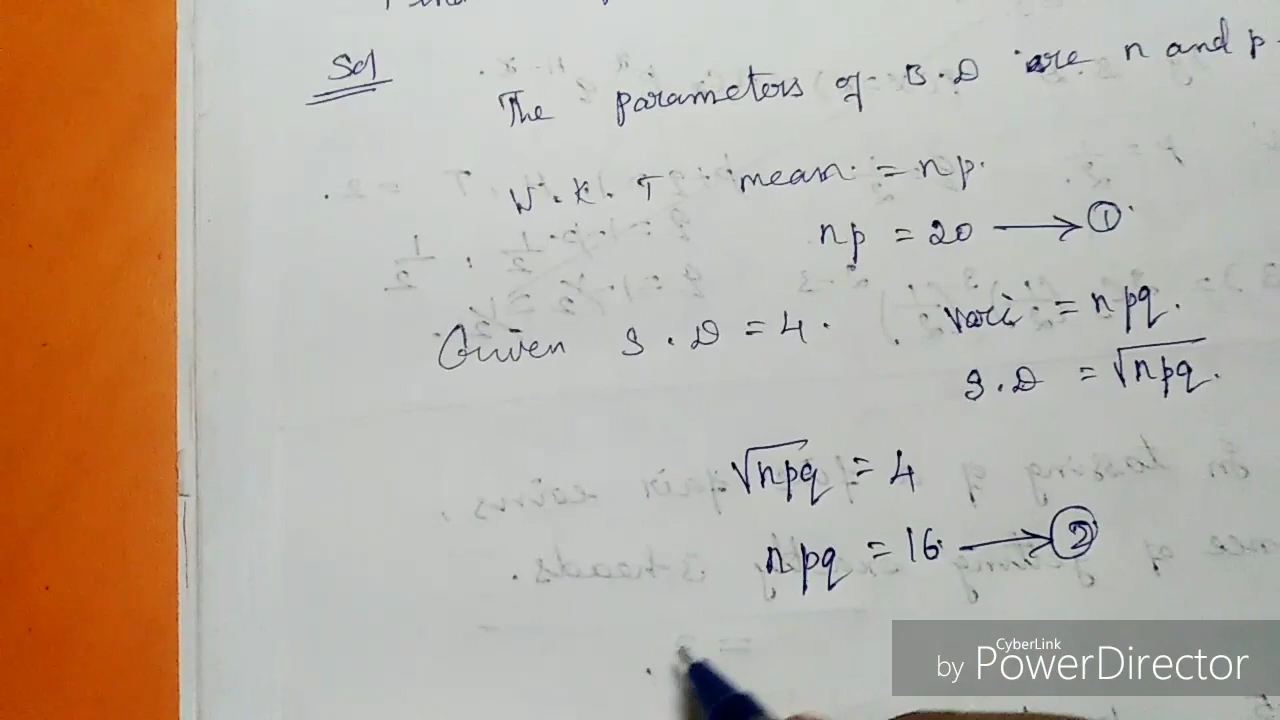 Sol
The parameters of B.D are n and p.
W.K.T mean = np.
np = 20 → ①
Given S.D = 4. vari = npq.
S.D = √npq.
√npq = 4
npq = 16 → ②
CyberLink
by PowerDirector